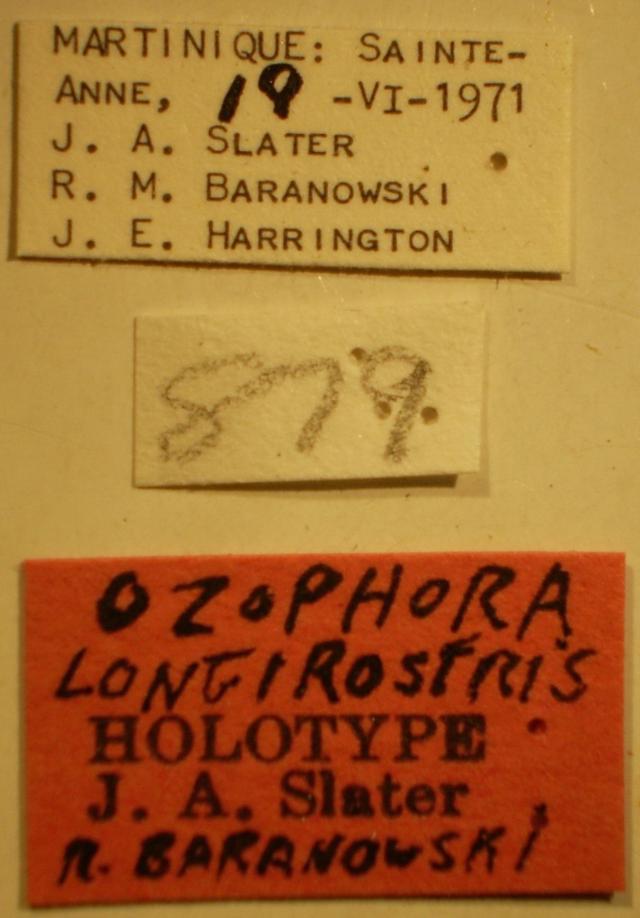 MARTINIQUE: SAINTE-
ANNE, 19 -VI-1971
J. A. SLATER
R. M. BARANOWSKI
J. E. HARRINGTON
879
OZOPHORA
LONGIROSTRIS
HOLOTYPE
J. A. Slater
R. BARANOWSKI